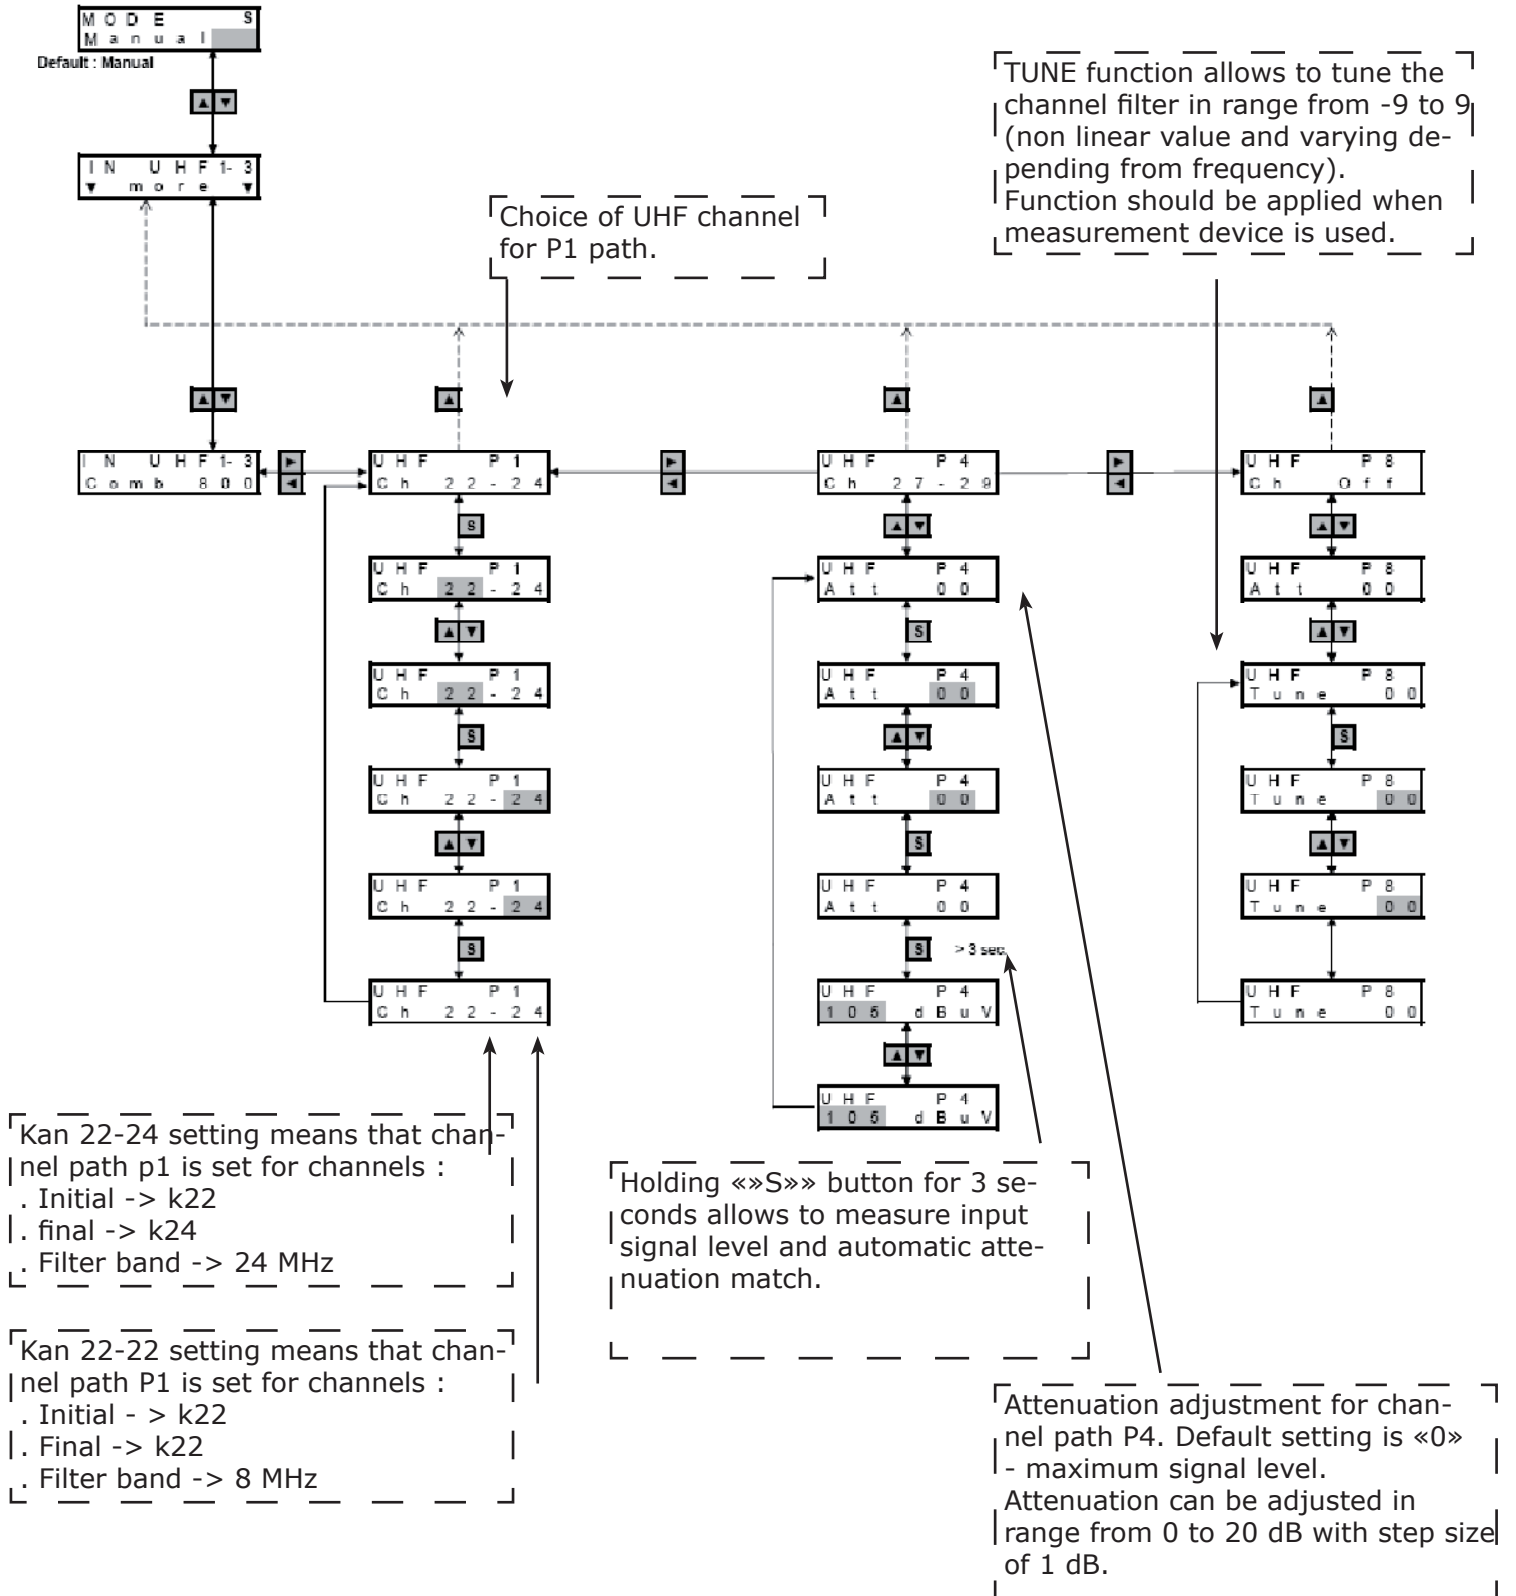 MODE S
Manual
Default : Manual
▲ ▼
IN UHF1-3
▼ more ▼
TUNE function allows to tune the
channel filter in range from -9 to 9
(non linear value and varying de-
pending from frequency).
Function should be applied when
measurement device is used.
Choice of UHF channel
for P1 path.
▲ ▼
IN UHF1-3
Comb 800
►
◄
▲
UHF P1
Ch 22-24
S
UHF P1
Ch 22-24
▲ ▼
UHF P1
Ch 22-24
S
UHF P1
Ch 22-24
▲ ▼
UHF P1
Ch 22-24
S
UHF P1
Ch 22-24
►
◄
▲
UHF P4
Ch 27-29
▲ ▼
UHF P4
Att 00
S
UHF P4
Att 00
▲ ▼
UHF P4
Att 00
S
UHF P4
Att 00
S > 3 sec
UHF P4
105 dBuV
▲ ▼
UHF P4
105 dBuV
►
◄
▲
UHF P8
Ch Off
▲ ▼
UHF P8
Att 00
▲ ▼
UHF P8
Tune 00
S
UHF P8
Tune 00
▲ ▼
UHF P8
Tune 00
UHF P8
Tune 00
Kan 22-24 setting means that chan-
nel path p1 is set for channels :
. Initial -> k22
. final -> k24
. Filter band -> 24 MHz
Kan 22-22 setting means that chan-
nel path P1 is set for channels :
. Initial - > k22
. Final -> k22
. Filter band -> 8 MHz
Holding «»S»» button for 3 se-
conds allows to measure input
signal level and automatic atte-
nuation match.
Attenuation adjustment for chan-
nel path P4. Default setting is «0»
- maximum signal level.
Attenuation can be adjusted in
range from 0 to 20 dB with step size
of 1 dB.